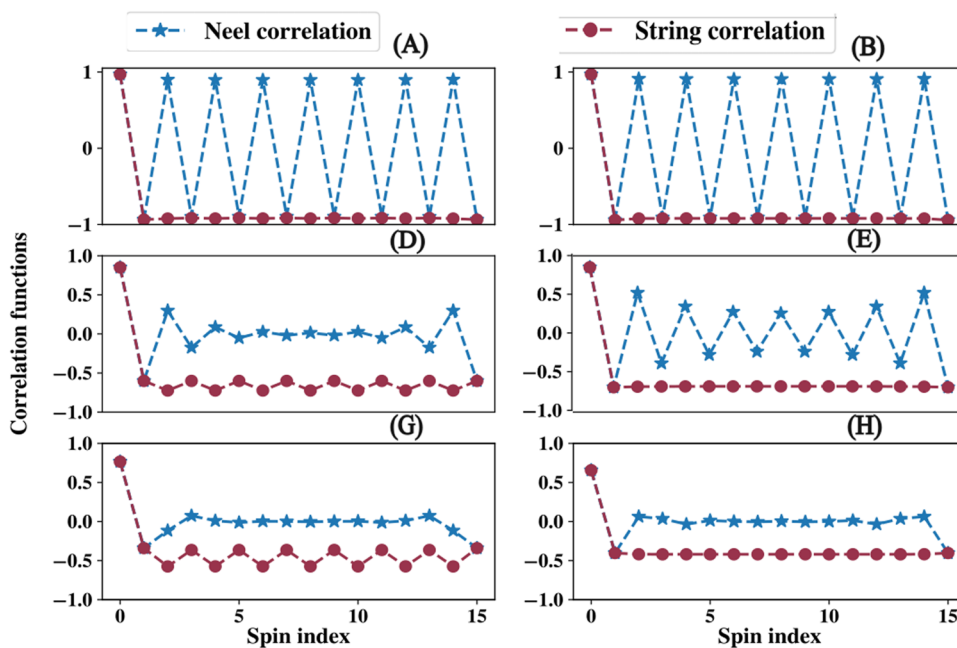 Neel correlation
(A)
String correlation
(B)
1
0
−1
1
0
−1
(D)
(E)
1.0
0.5
0.0
−0.5
−1.0
1.0
0.5
0.0
−0.5
−1.0
(G)
(H)
1.0
0.5
0.0
−0.5
−1.0
1.0
0.5
0.0
−0.5
−1.0
0 5 10 15
0 5 10 15
Spin index
Spin index
Correlation functions